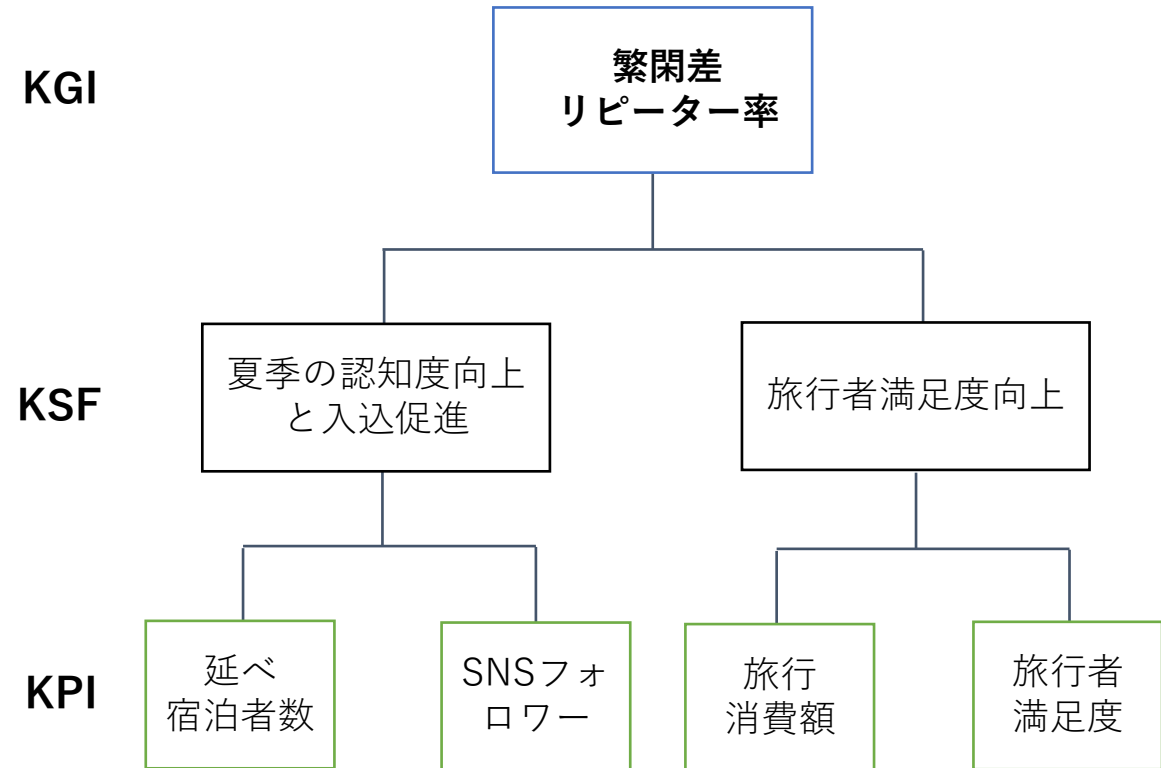 KGI
繁閑差
リピーター率
KSF
夏季の認知度向上
と入込促進
旅行者満足度向上
KPI
延べ
宿泊者数
SNSフォ
ロワー
旅行
消費額
旅行者
満足度